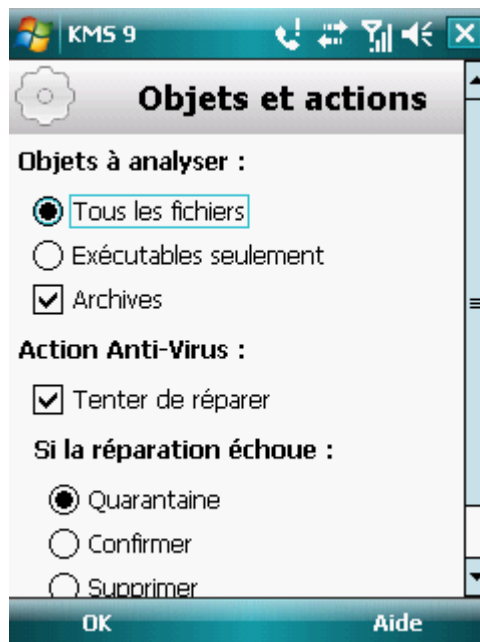 KMS 9
Objets et actions
Objets à analyser :
Tous les fichiers
Exécutables seulement
Archives
Action Anti-Virus :
Tenter de réparer
Si la réparation échoue :
Quarantaine
Confirmer
Supprimer
OK Aide